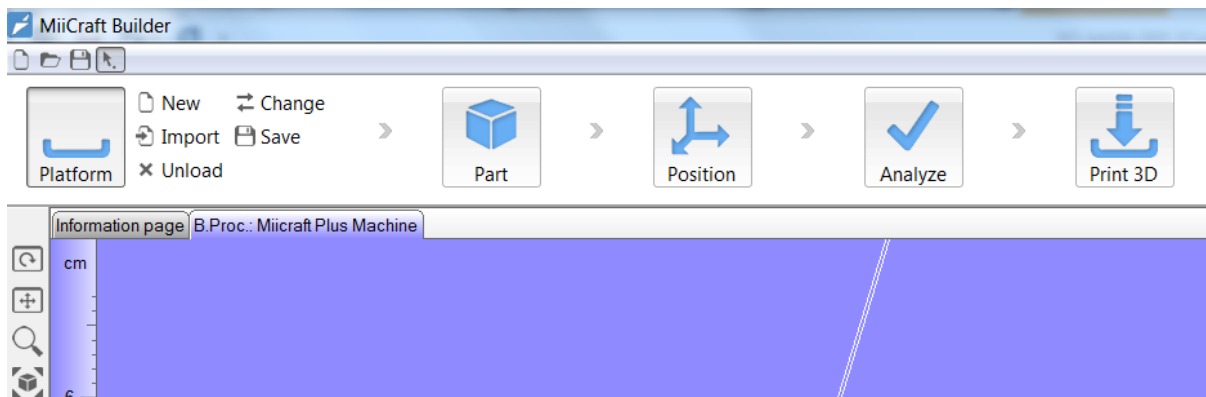 MiiCraft Builder
New
Change
Import
Save
Unload
Platform
Part
Position
Analyze
Print 3D
Information page
B.Proc.: Miicraft Plus Machine
cm
6